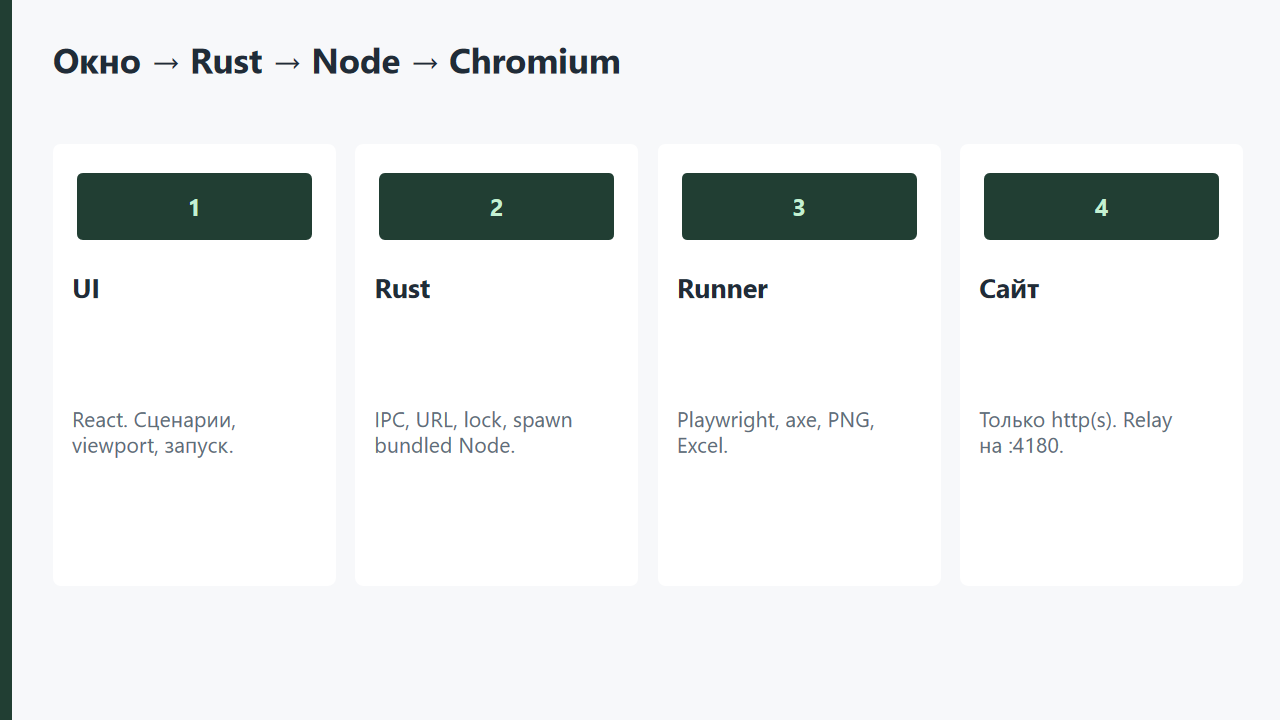 Окно → Rust → Node → Chromium
1
UI
React. Сценарии,
viewport, запуск.
2
Rust
IPC, URL, lock, spawn
bundled Node.
3
Runner
Playwright, axe, PNG,
Excel.
4
Сайт
Только http(s). Relay
на :4180.